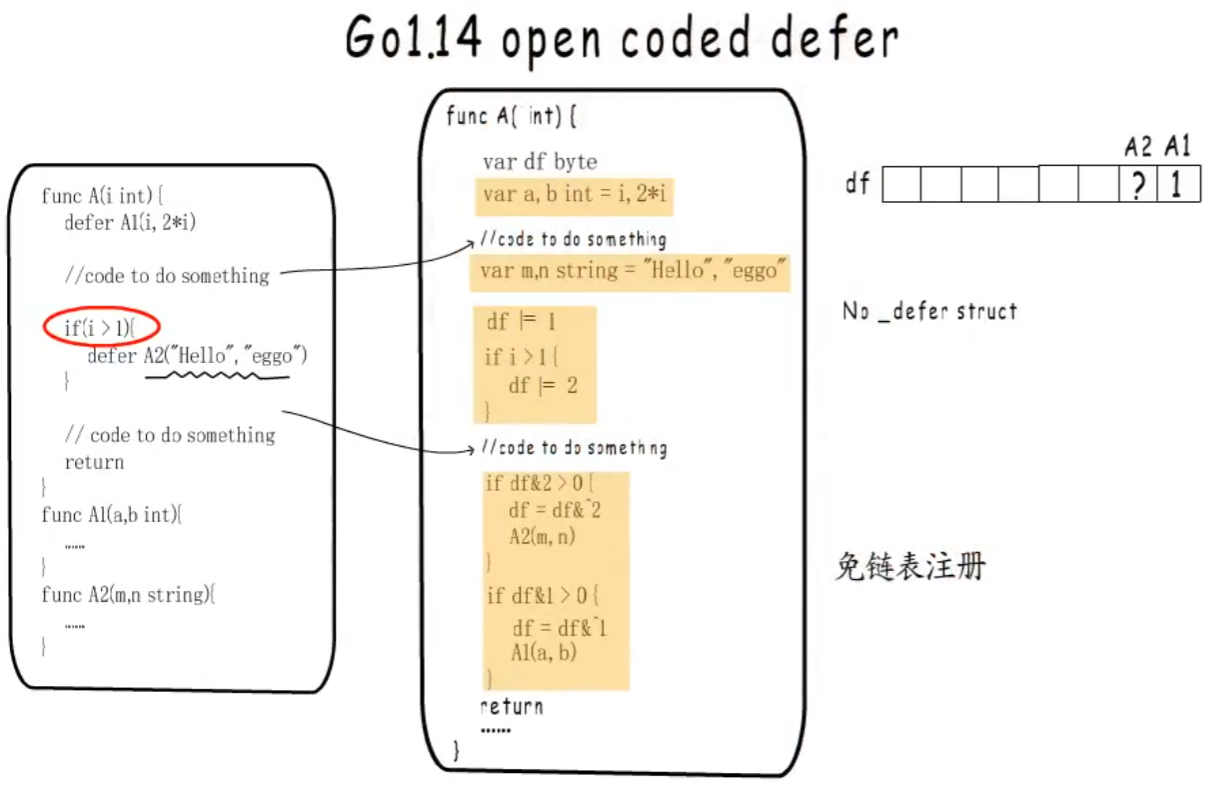 Go1.14 open coded defer
func A(i int) {
defer A1(i, 2*i)
//code to do something
if(i > 1){
defer A2("Hello", "eggo")
}
// code to do something
return
}
func A1(a,b int){
......
}
func A2(m,n string){
......
}
func A( int) {
var df byte
var a, b int = i, 2*i
//code to do something
var m,n string = "Hello", "eggo"
df |= 1
if i > 1 {
df |= 2
}
//code to do something
if df&2 > 0 {
df = df&^2
A2(m, n)
}
if df&1 > 0 {
df = df&^1
A1(a, b)
}
return
......
}
A2 A1
df ? 1
No _defer struct
免链表注册